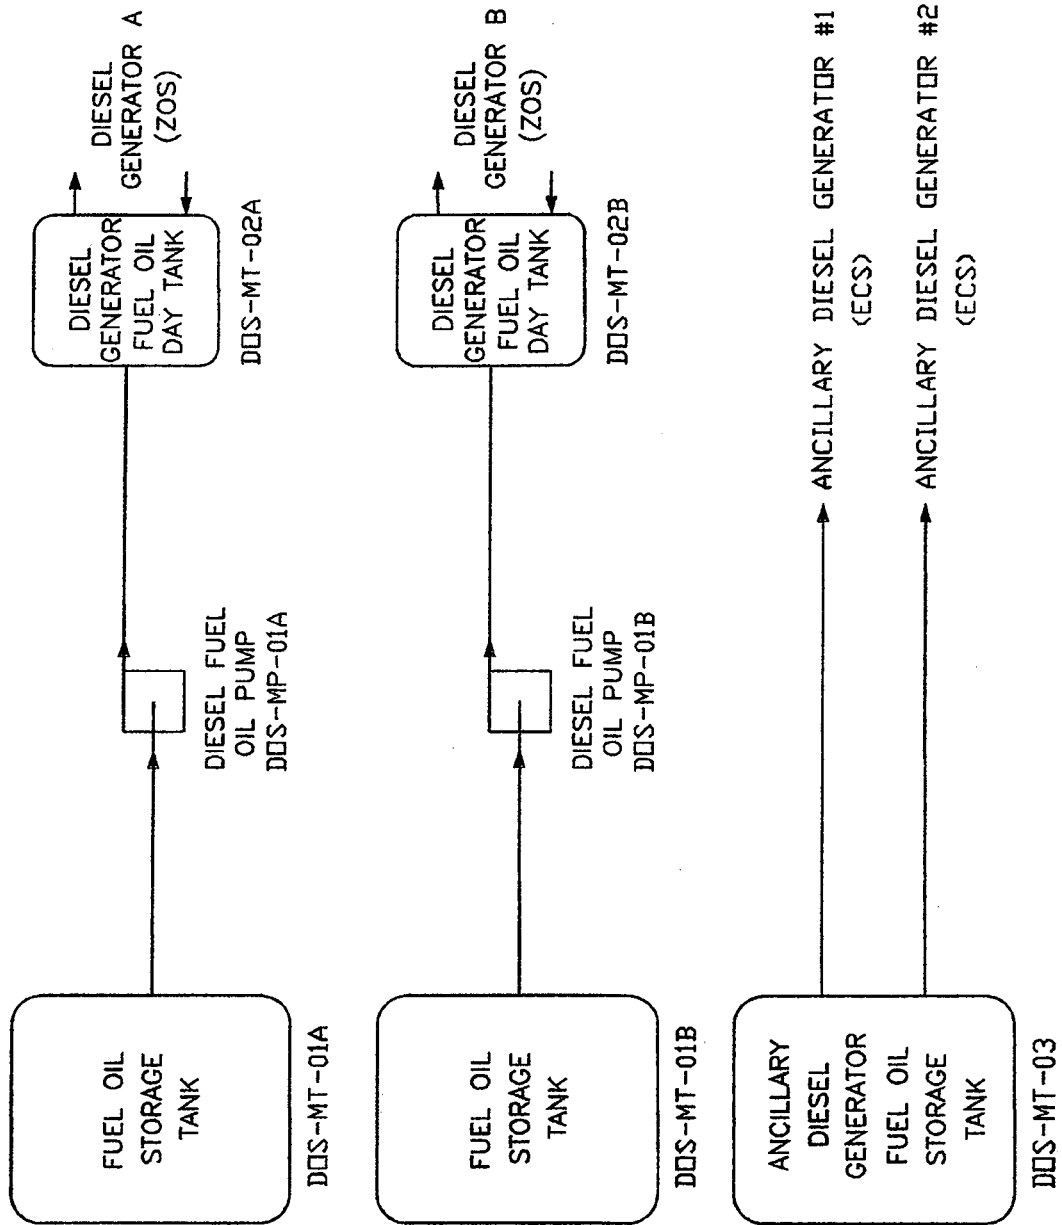 FUEL OIL
STORAGE
TANK
DOS-MT-01A
DIESEL FUEL
OIL PUMP
DOS-MP-01A
DIESEL
GENERATOR
FUEL OIL
DAY TANK
DOS-MT-02A
DIESEL
GENERATOR A
(ZOS)
FUEL OIL
STORAGE
TANK
DOS-MT-01B
DIESEL FUEL
OIL PUMP
DOS-MP-01B
DIESEL
GENERATOR
FUEL OIL
DAY TANK
DOS-MT-02B
DIESEL
GENERATOR B
(ZOS)
ANCILLARY
DIESEL
GENERATOR
FUEL OIL
STORAGE
TANK
DOS-MT-03
ANCILLARY DIESEL GENERATOR #1
(ECS)
ANCILLARY DIESEL GENERATOR #2
(ECS)